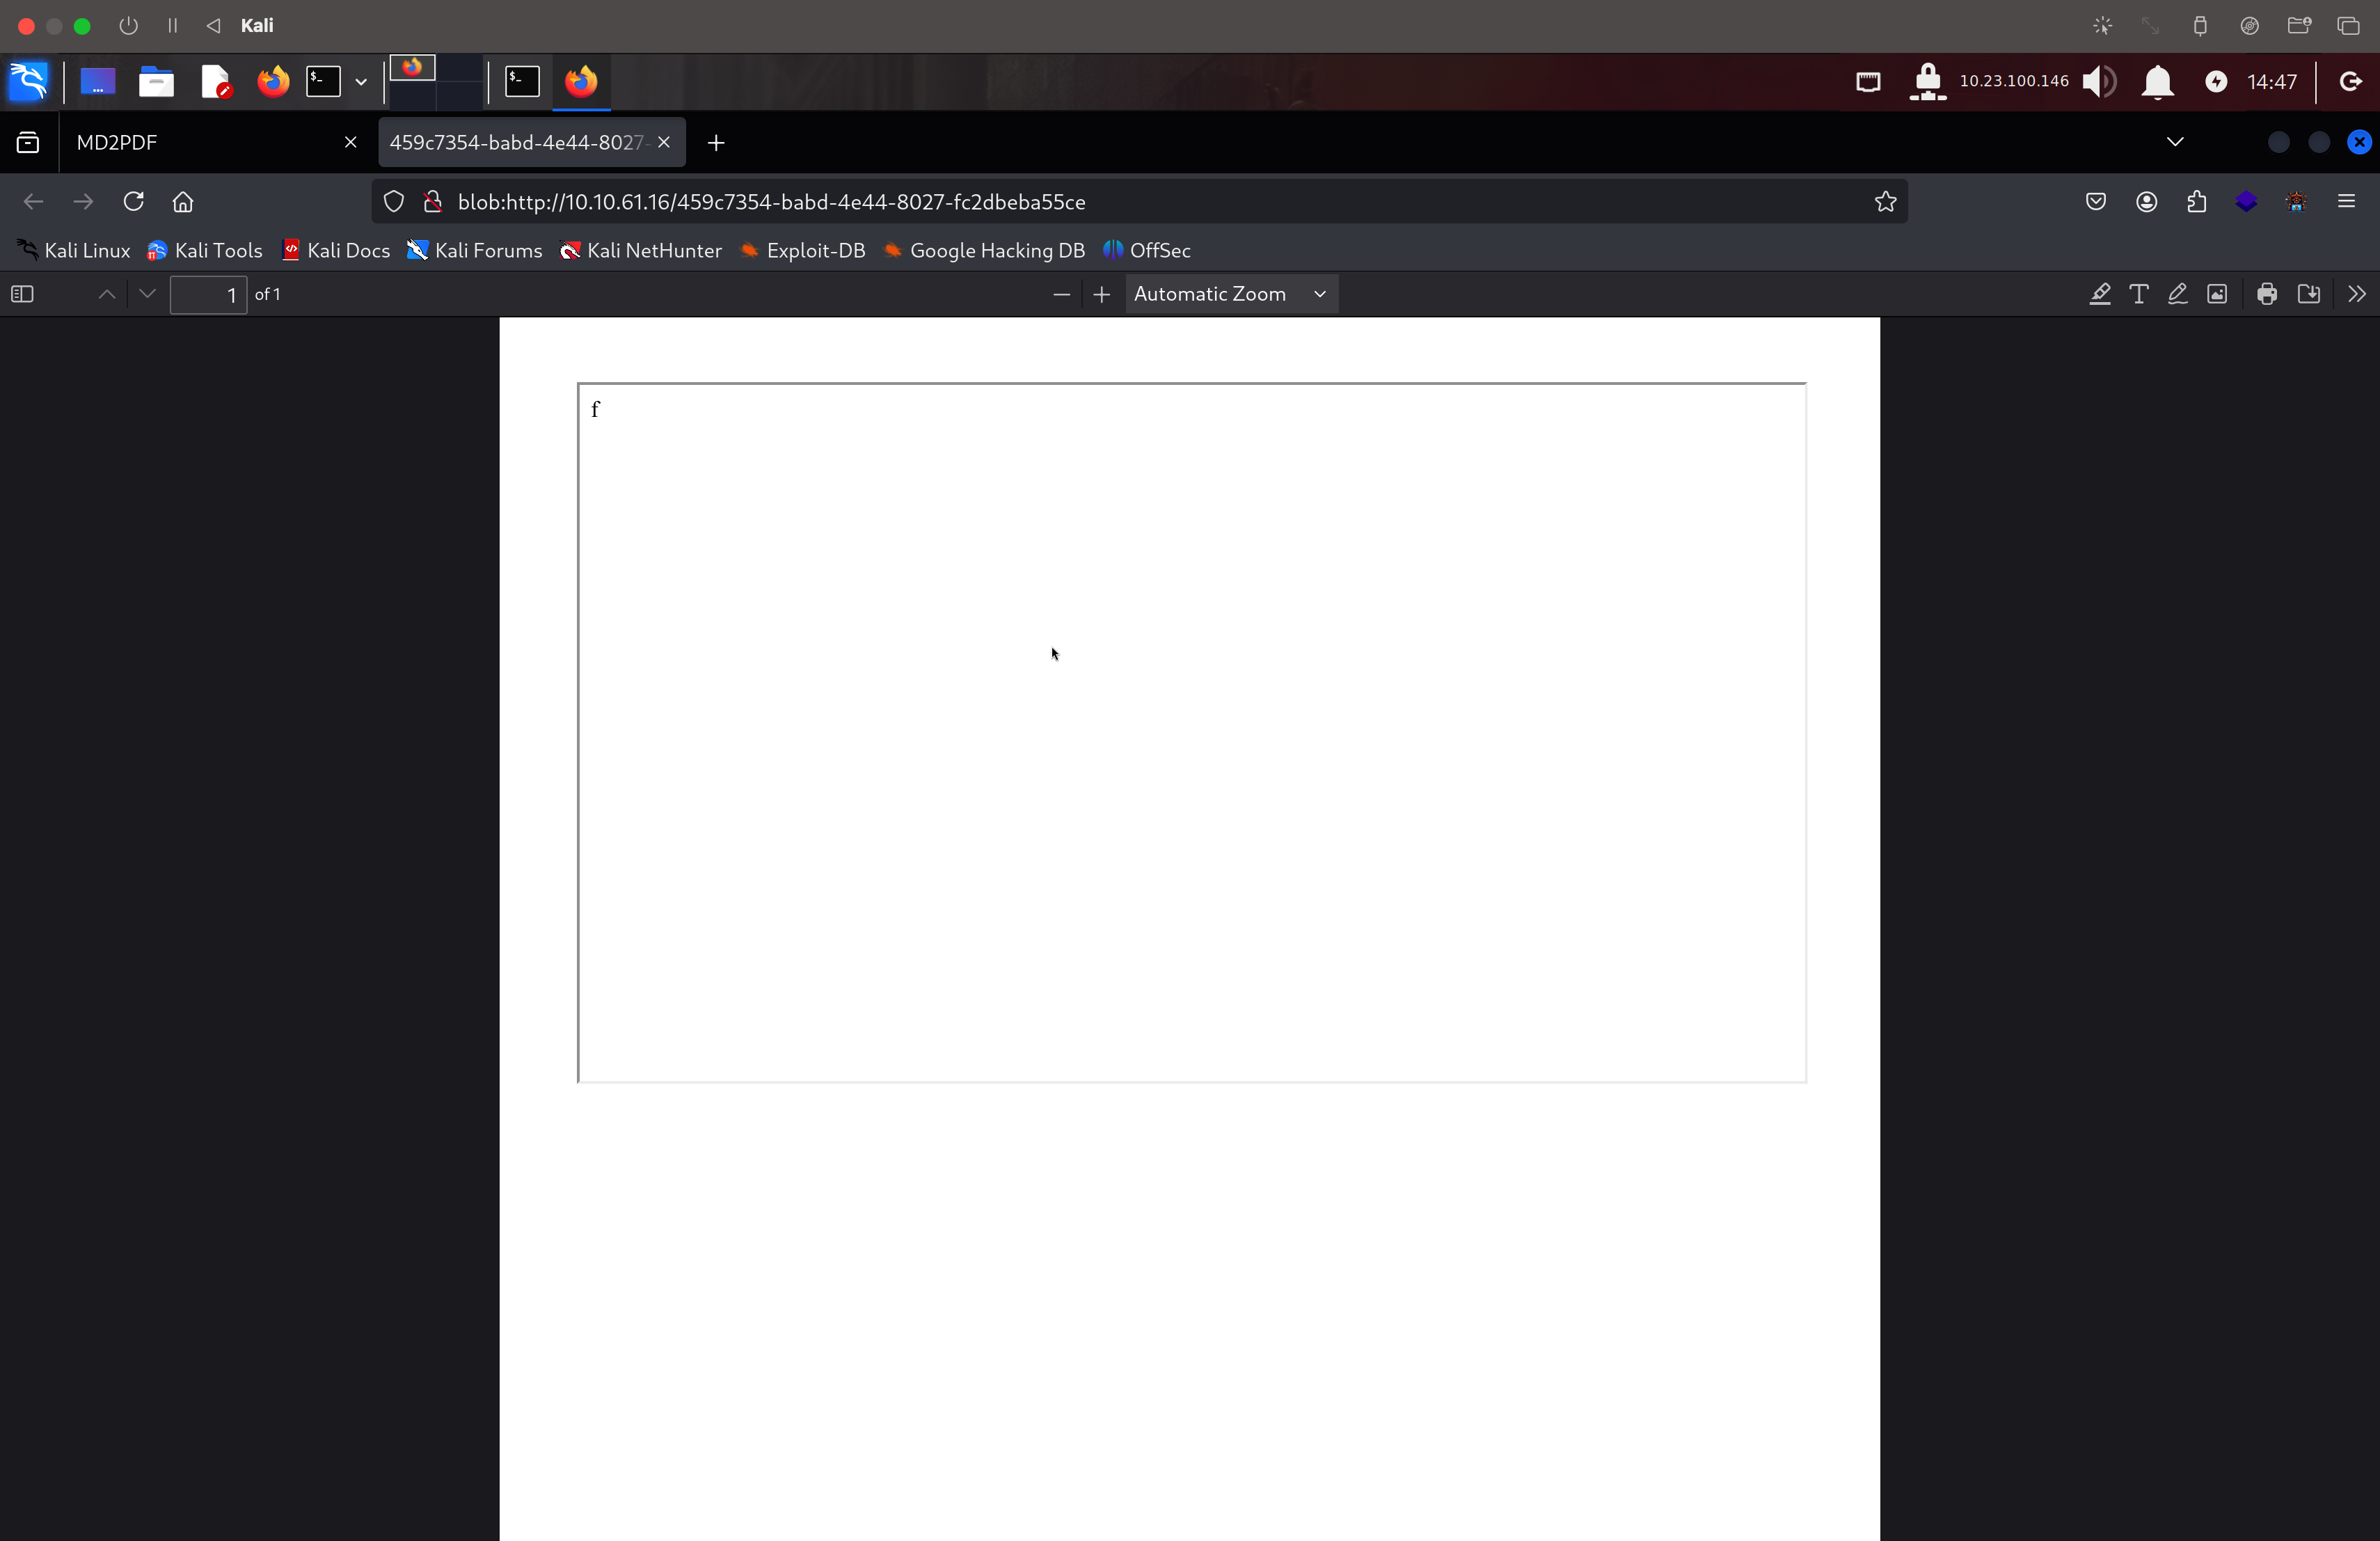 Kali
10.23.100.146
14:47
MD2PDF
459c7354-babd-4e44-8027-
blob:http://10.10.61.16/459c7354-babd-4e44-8027-fc2dbeba55ce
Kali Linux Kali Tools Kali Docs Kali Forums Kali NetHunter Exploit-DB Google Hacking DB OffSec
1 of 1 Automatic Zoom
f